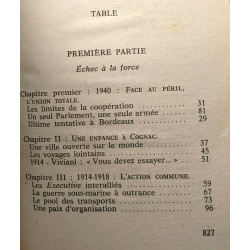 TABLE
PREMIÈRE PARTIE
Échec à la force
Chapitre premier : 1940 : FACE AU PÉRIL,
L'UNION TOTALE.
Les limites de la coopération . . . . . . . . . . 31
Un seul Parlement, une seule armée . . . . . . 81
Ultime tentative à Bordeaux . . . . . . . . . . . 29
Chapitre II : UNE ENFANCE À COGNAC.
Une ville ouverte sur le monde . . . . . . . . . 37
Les voyages lointains . . . . . . . . . . . . . . 45
1914 - Viviani : « Vous devez essayer... » . . 51
Chapitre III : 1914-1918 : L'ACTION COMMUNE.
Les Executive interalliés . . . . . . . . . . . . 59
La guerre sous-marine à outrance . . . . . . . 67
Le pool des transports . . . . . . . . . . . . . 73
Une paix d'organisation . . . . . . . . . . . . . 96
827